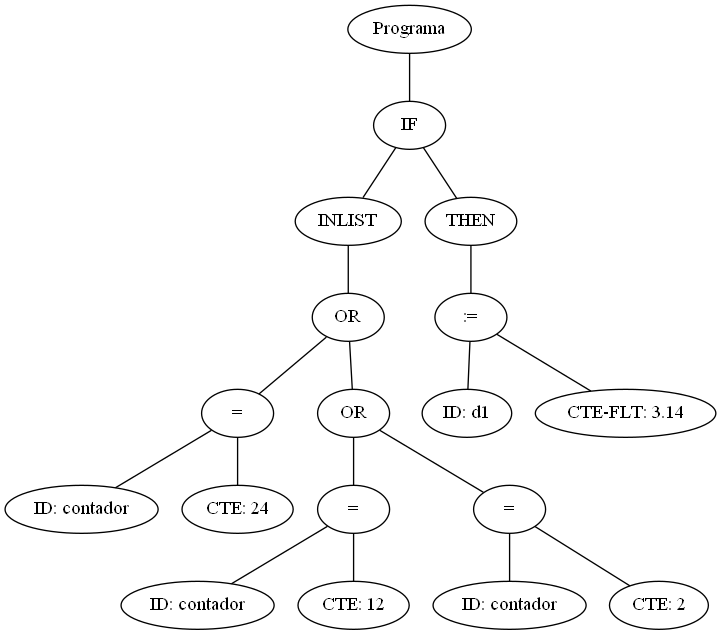 Programa
IF
INLIST
THEN
OR
:=
=
OR
ID: d1
CTE-FLT: 3.14
ID: contador
CTE: 24
=
=
ID: contador
CTE: 12
ID: contador
CTE: 2